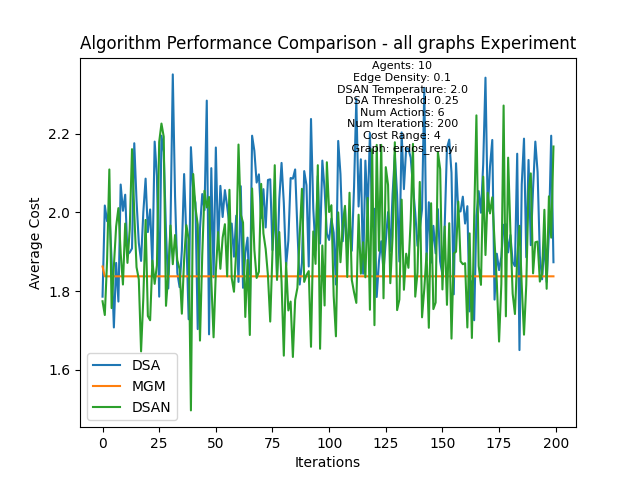 Algorithm Performance Comparison - all graphs Experiment
Agents: 10
Edge Density: 0.1
DSAN Temperature: 2.0
DSA Threshold: 0.25
Num Actions: 6
Num Iterations: 200
Cost Range: 4
Graph: erdos_renyi
Average Cost
2.2
2.0
1.8
1.6
DSA
MGM
DSAN
0 25 50 75 100 125 150 175 200
Iterations